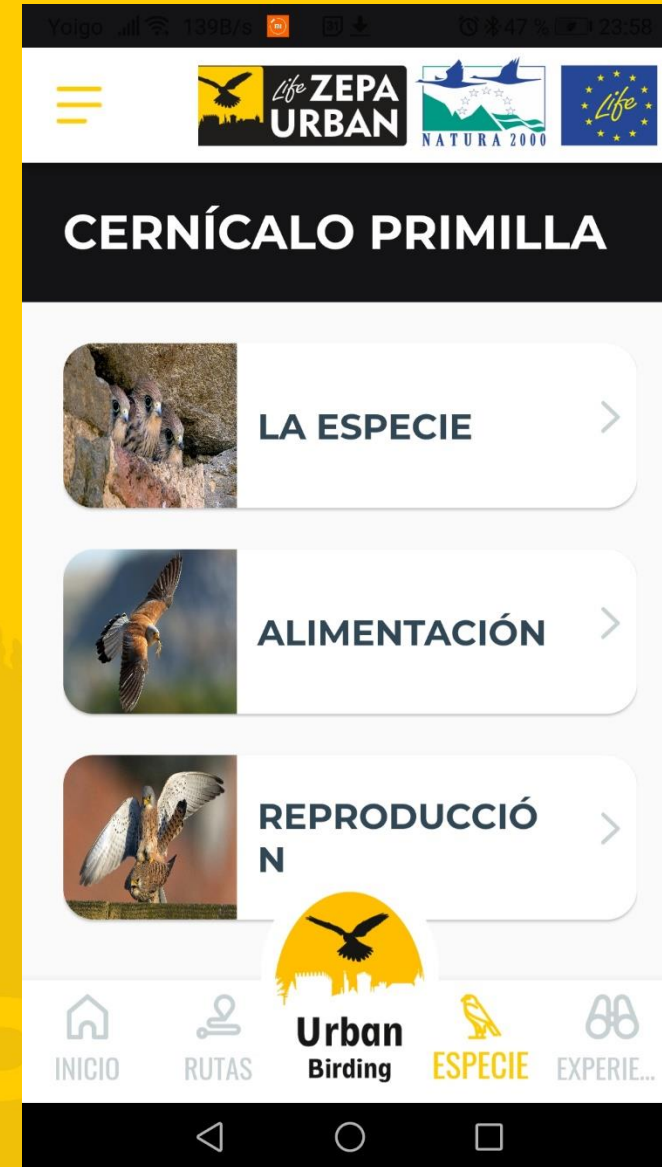 Yoigo 139B/s 31 47 % 23:58
Life ZEPA
URBAN
NATURA 2000
Life
CERNÍCALO PRIMILLA
LA ESPECIE
ALIMENTACIÓN
REPRODUCCIÓ
N
Urban
Birding
INICIO
RUTAS
ESPECIE
EXPERIE...